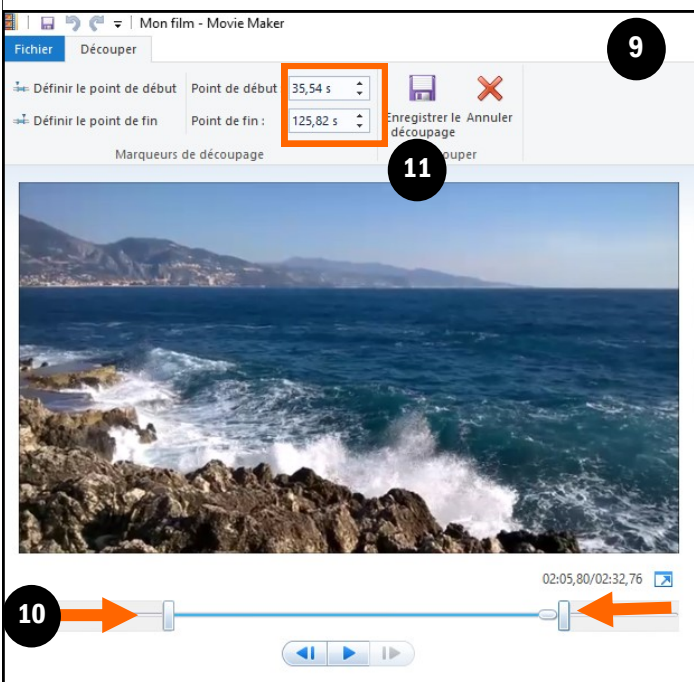 Mon film - Movie Maker
9
Fichier Découper
Définir le point de début Point de début : 35,54 s
Définir le point de fin Point de fin : 125,82 s
Enregistrer le découpage Annuler
Marqueurs de découpage
11
10
02:05,80/02:32,76